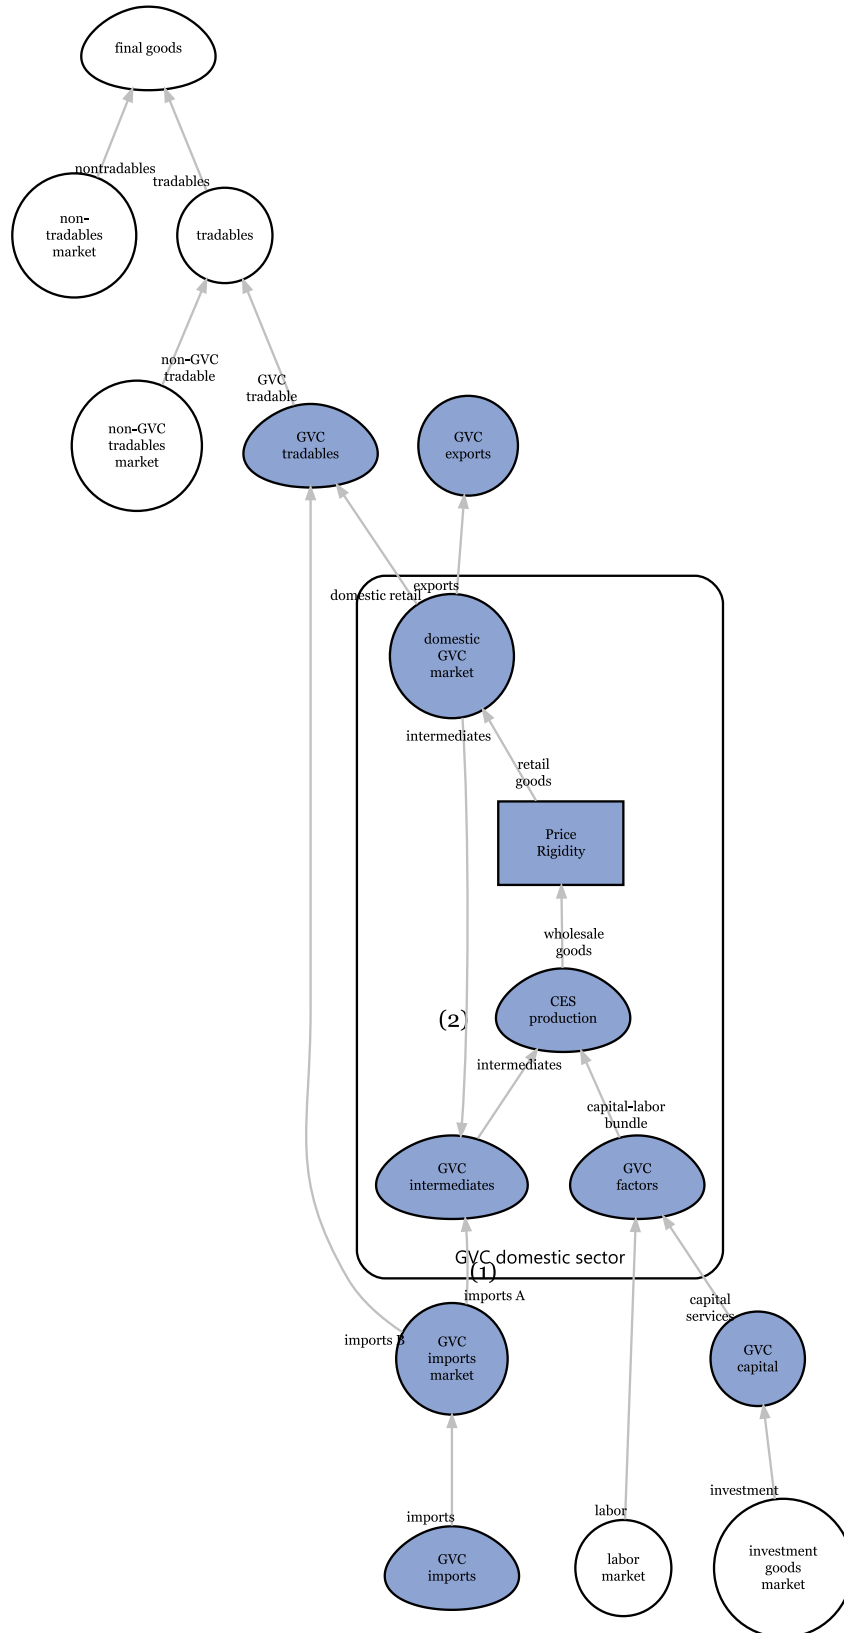 final goods
nontradables
tradables
non-
tradables
market
tradables
non-GVC
tradable
GVC
tradable
non-GVC
tradables
market
GVC
tradables
GVC
exports
exports
domestic retail
domestic
GVC
market
intermediates
retail
goods
Price
Rigidity
wholesale
goods
CES
production
(2)
intermediates
capital-labor
bundle
GVC
intermediates
GVC
factors
GVC domestic sector
(1)
imports A
capital
services
imports B
GVC
imports
market
GVC
capital
investment
imports
labor
GVC
imports
labor
market
investment
goods
market